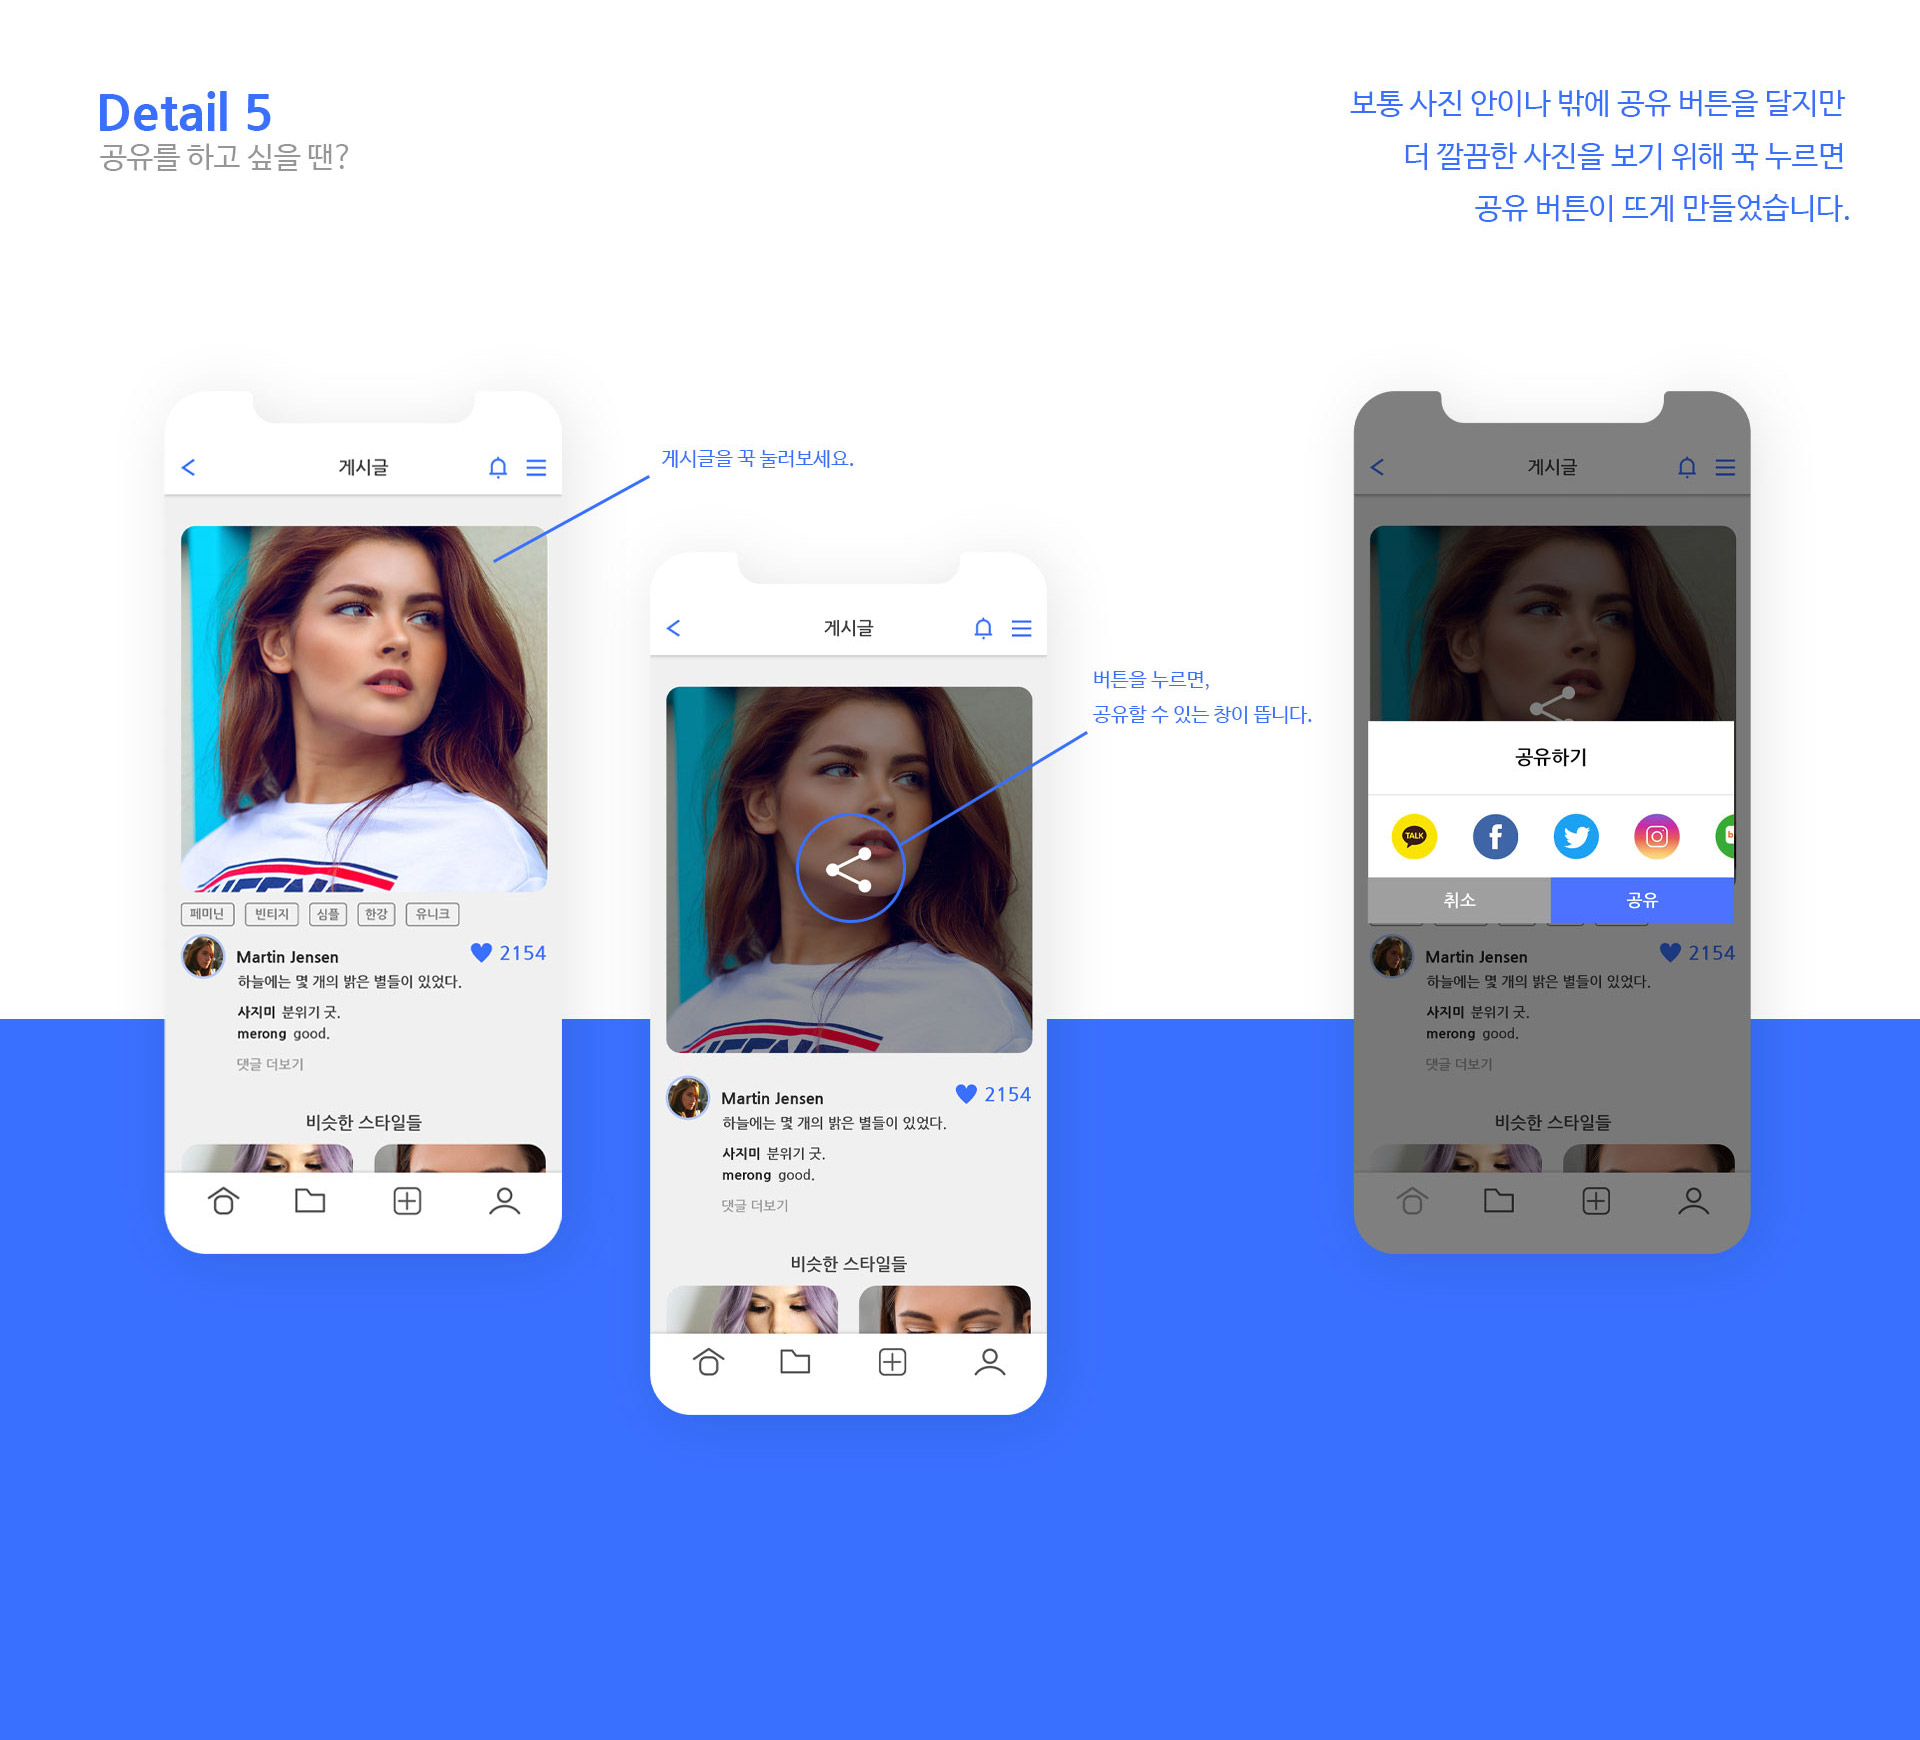 Detail 5
공유를 하고 싶을 땐?
보통 사진 안이나 밖에 공유 버튼을 달지만
더 깔끔한 사진을 보기 위해 꾹 누르면
공유 버튼이 뜨게 만들었습니다.
게시글
게시글을 꾹 눌러보세요.
페미닌 빈티지 심플 한강 유니크
Martin Jensen
2154
하늘에는 몇 개의 밝은 별들이 있었다.
사지미 분위기 굿.
merong good.
댓글 더보기
비슷한 스타일들
게시글
버튼을 누르면,
공유할 수 있는 창이 뜹니다.
Martin Jensen
2154
하늘에는 몇 개의 밝은 별들이 있었다.
사지미 분위기 굿.
merong good.
댓글 더보기
비슷한 스타일들
게시글
공유하기
TALK
취소 공유
Martin Jensen
2154
하늘에는 몇 개의 밝은 별들이 있었다.
사지미 분위기 굿.
merong good.
댓글 더보기
비슷한 스타일들